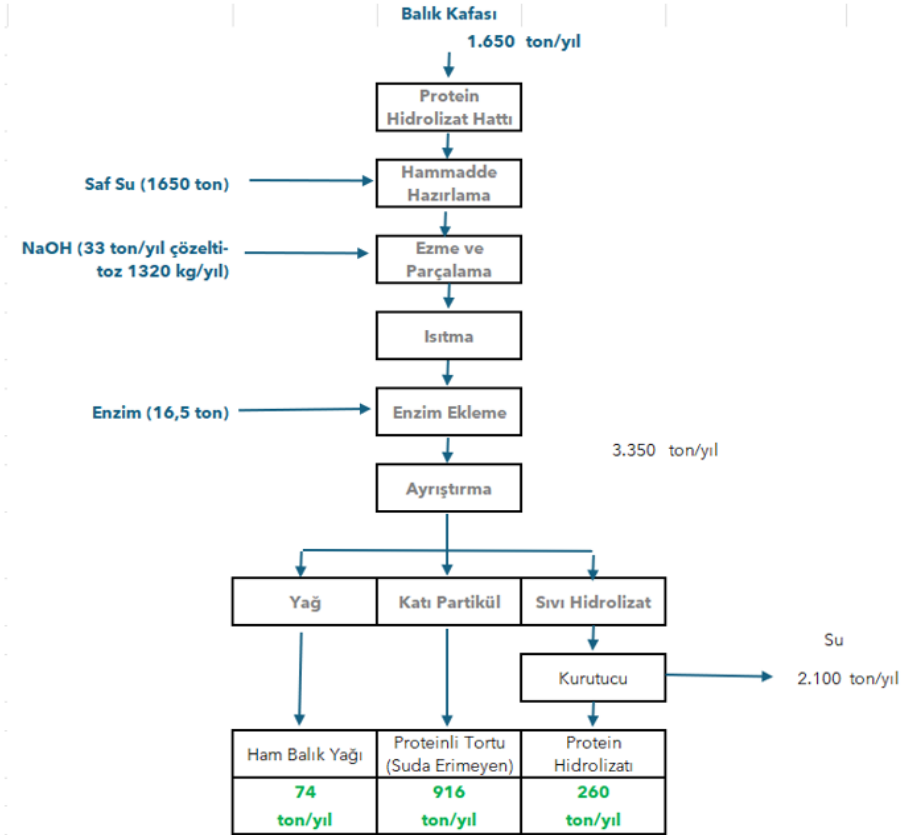 Balık Kafası
1.650 ton/yıl
Protein
Hidrolizat Hattı
Saf Su (1650 ton)
Hammadde
Hazırlama
NaOH (33 ton/yıl çözelti-
toz 1320 kg/yıl)
Ezme ve
Parçalama
Isıtma
Enzim (16,5 ton)
Enzim Ekleme
3.350 ton/yıl
Ayrıştırma
Yağ
Katı Partikül
Sıvı Hidrolizat
Su
Kurutucu
2.100 ton/yıl
Ham Balık Yağı
Proteinli Tortu
(Suda Erimeyen)
Protein
Hidrolizatı
74
ton/yıl
916
ton/yıl
260
ton/yıl